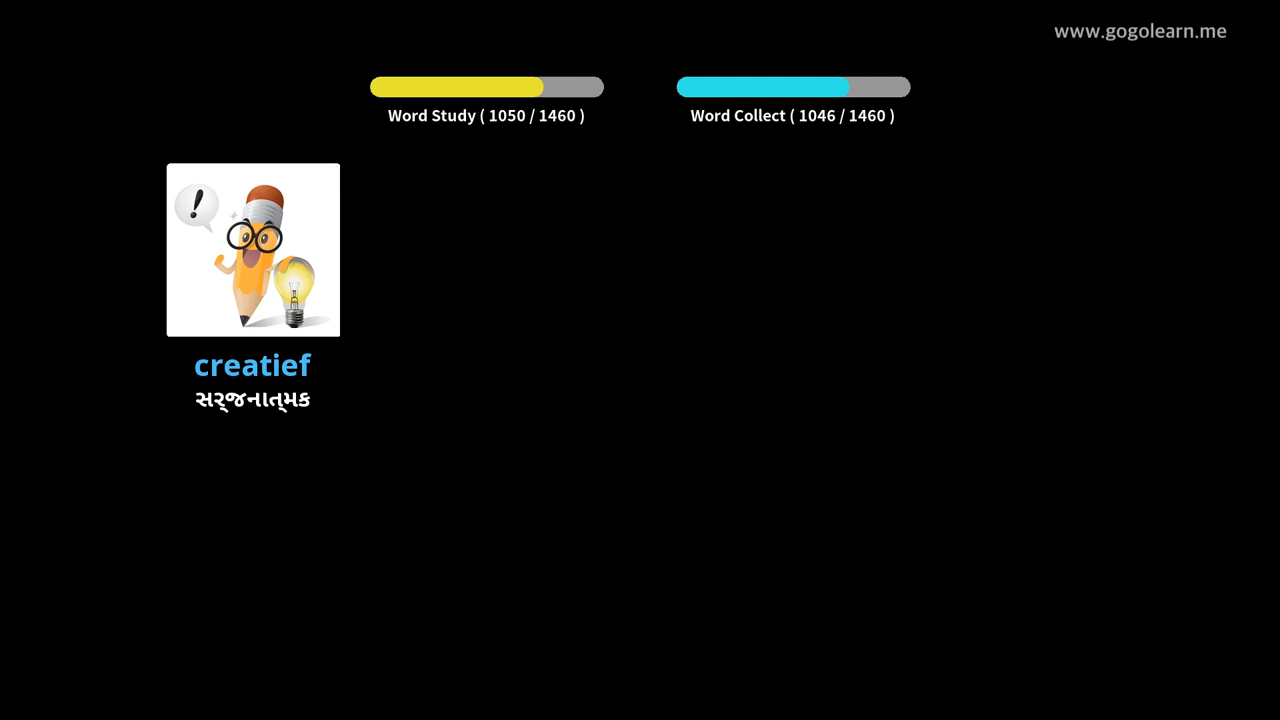 www.gogolearn.me
Word Study ( 1050 / 1460 )
Word Collect ( 1046 / 1460 )
!
creatief
સર્જનાત્મક